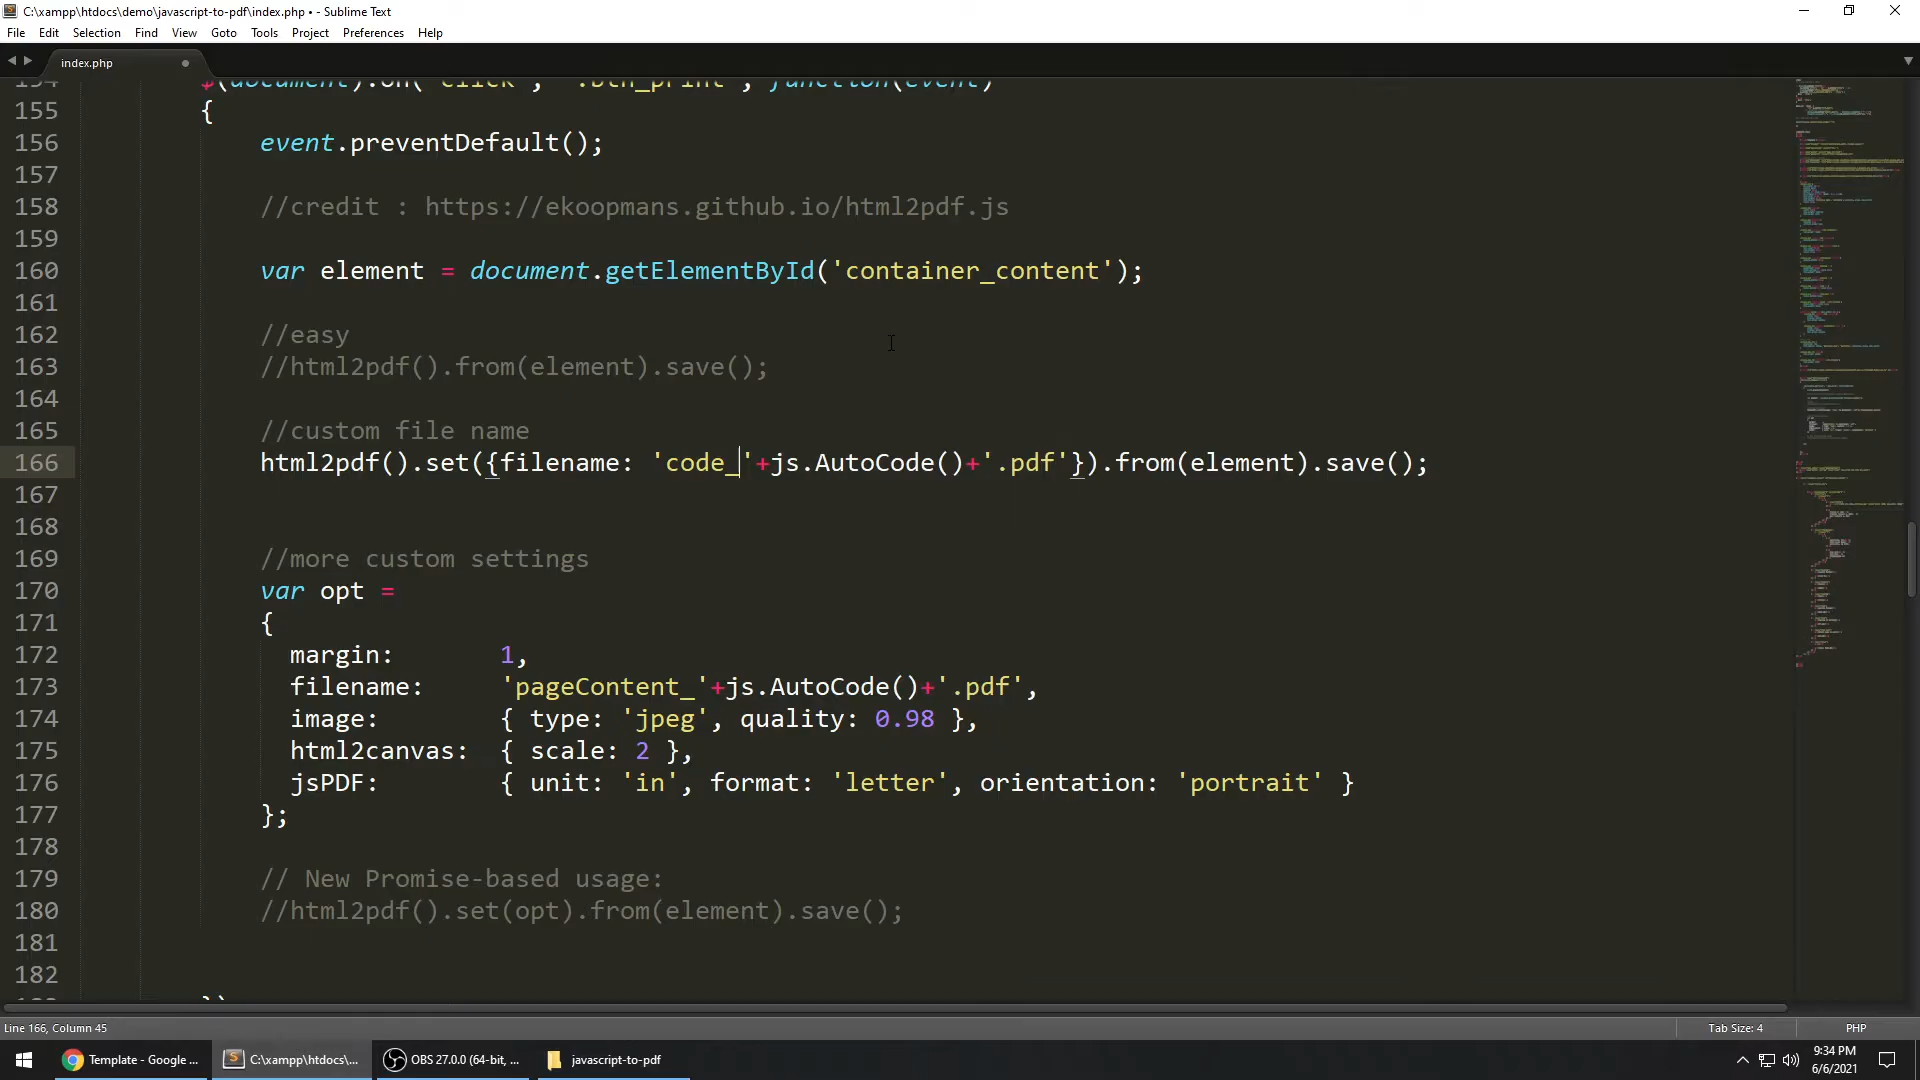 C:\xampp\htdocs\demo\javascript-to-pdf\index.php • - Sublime Text
File Edit Selection Find View Goto Tools Project Preferences Help
index.php
154 $(document).on('click', '.btn_print', function(event)
155 {
156 event.preventDefault();
157
158 //credit : https://ekoopmans.github.io/html2pdf.js
159
160 var element = document.getElementById('container_content');
161
162 //easy
163 //html2pdf().from(element).save();
164
165 //custom file name
166 html2pdf().set({filename: 'code_'+js.AutoCode()+'.pdf'}).from(element).save();
167
168
169 //more custom settings
170 var opt =
171 {
172 margin: 1,
173 filename: 'pageContent_'+js.AutoCode()+'.pdf',
174 image: { type: 'jpeg', quality: 0.98 },
175 html2canvas: { scale: 2 },
176 jsPDF: { unit: 'in', format: 'letter', orientation: 'portrait' }
177 };
178
179 // New Promise-based usage:
180 //html2pdf().set(opt).from(element).save();
181
182
Line 166, Column 45 Tab Size: 4 PHP
Template - Google ... C:\xampp\htdocs\... OBS 27.0.0 (64-bit, ... javascript-to-pdf 9:34 PM
6/6/2021